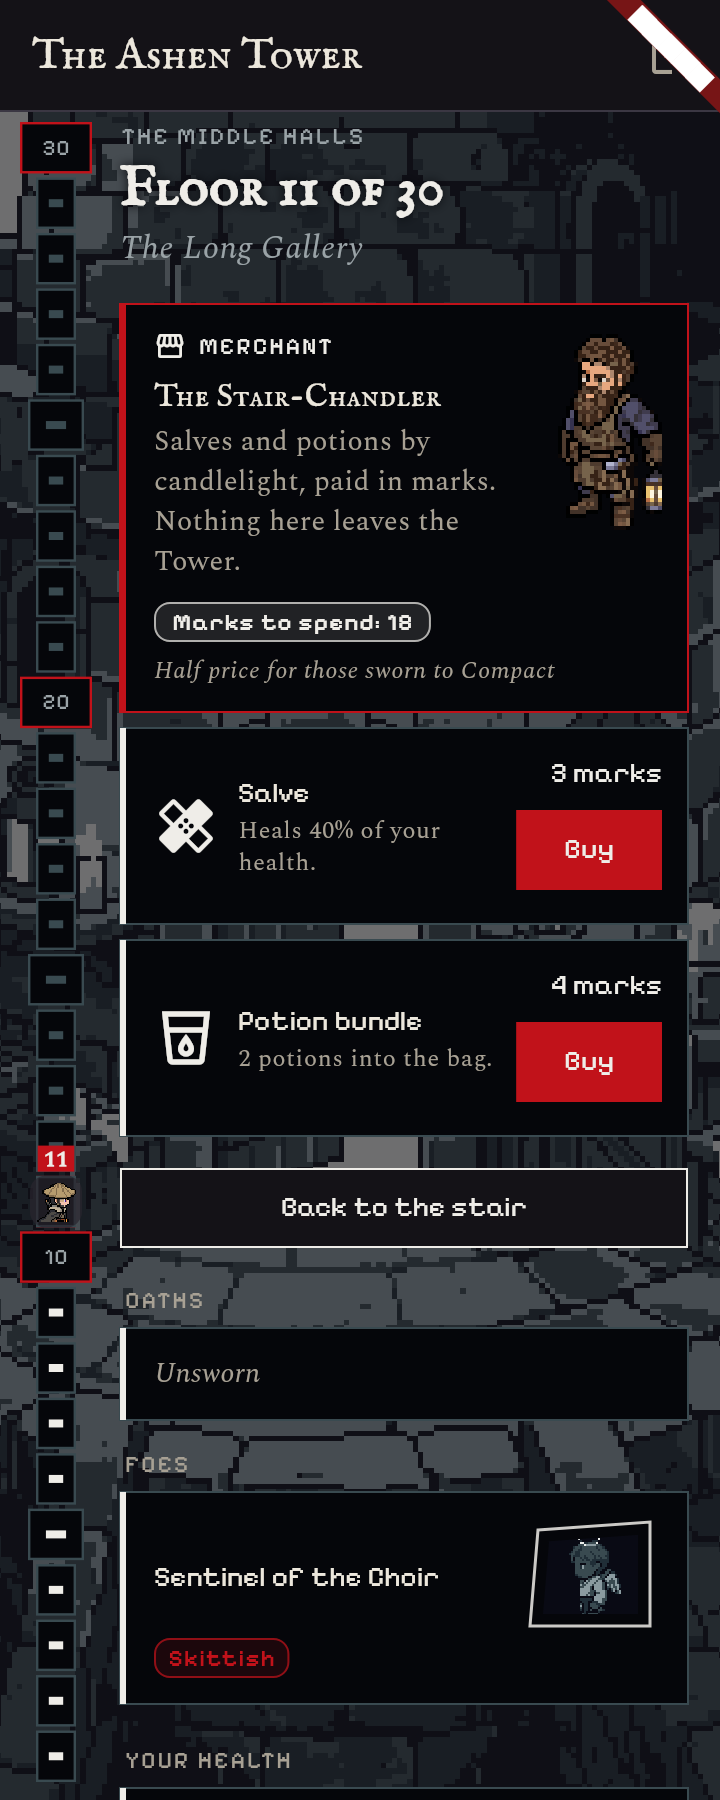 The Ashen Tower
30
THE MIDDLE HALLS
Floor 11 of 30
The Long Gallery
MERCHANT
The Stair-Chandler
Salves and potions by
candlelight, paid in marks.
Nothing here leaves the
Tower.
Marks to spend: 18
Half price for those sworn to Compact
20
3 marks
Salve
Heals 40% of your
health.
Buy
4 marks
Potion bundle
2 potions into the bag.
Buy
11
Back to the stair
10
OATHS
Unsworn
FOES
Sentinel of the Choir
Skittish
YOUR HEALTH